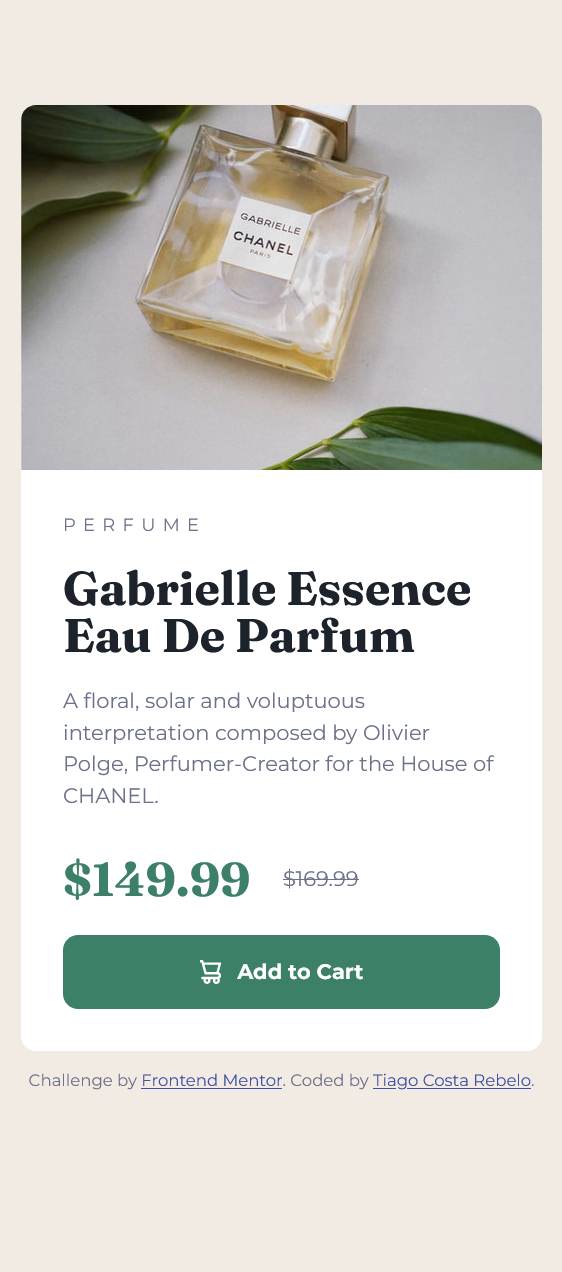 GABRIELLE
CHANEL
PARIS
PERFUME
Gabrielle Essence
Eau De Parfum
A floral, solar and voluptuous
interpretation composed by Olivier
Polge, Perfumer-Creator for the House of
CHANEL.
$149.99 $169.99
Add to Cart
Challenge by Frontend Mentor. Coded by Tiago Costa Rebelo.